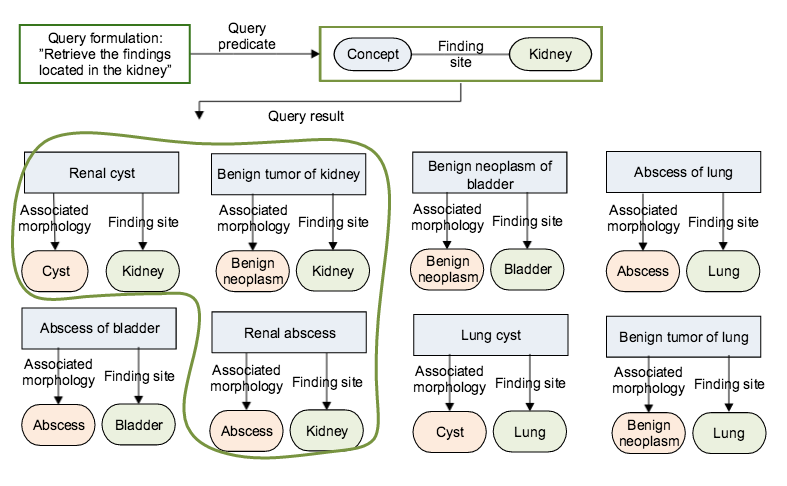 Query formulation:
”Retrieve the findings
located in the kidney”
Query
predicate
Concept
Finding
site
Kidney
Query result
Renal cyst
Associated
morphology
Finding site
Cyst
Kidney
Benign tumor of kidney
Associated
morphology
Finding site
Benign
neoplasm
Kidney
Benign neoplasm of
bladder
Associated
morphology
Finding site
Benign
neoplasm
Bladder
Abscess of lung
Associated
morphology
Finding site
Abscess
Lung
Abscess of bladder
Associated
morphology
Finding site
Abscess
Bladder
Renal abscess
Associated
morphology
Finding site
Abscess
Kidney
Lung cyst
Associated
morphology
Finding site
Cyst
Lung
Benign tumor of lung
Associated
morphology
Finding site
Benign
neoplasm
Lung